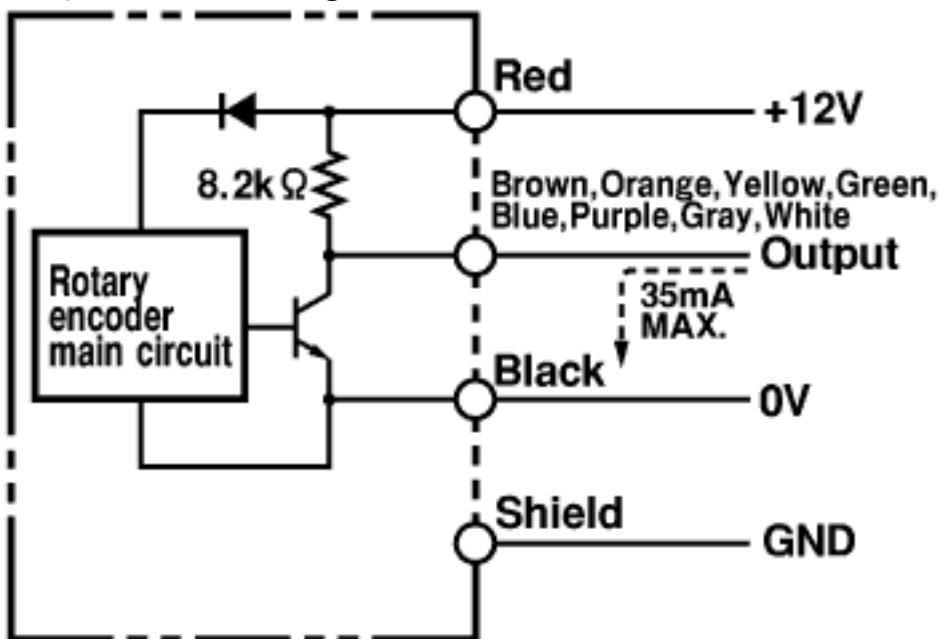 Red
+12V
8.2kΩ
Brown,Orange,Yellow,Green,
Blue,Purple,Gray,White
Output
Rotary
encoder
main circuit
35mA
MAX.
Black
0V
Shield
GND